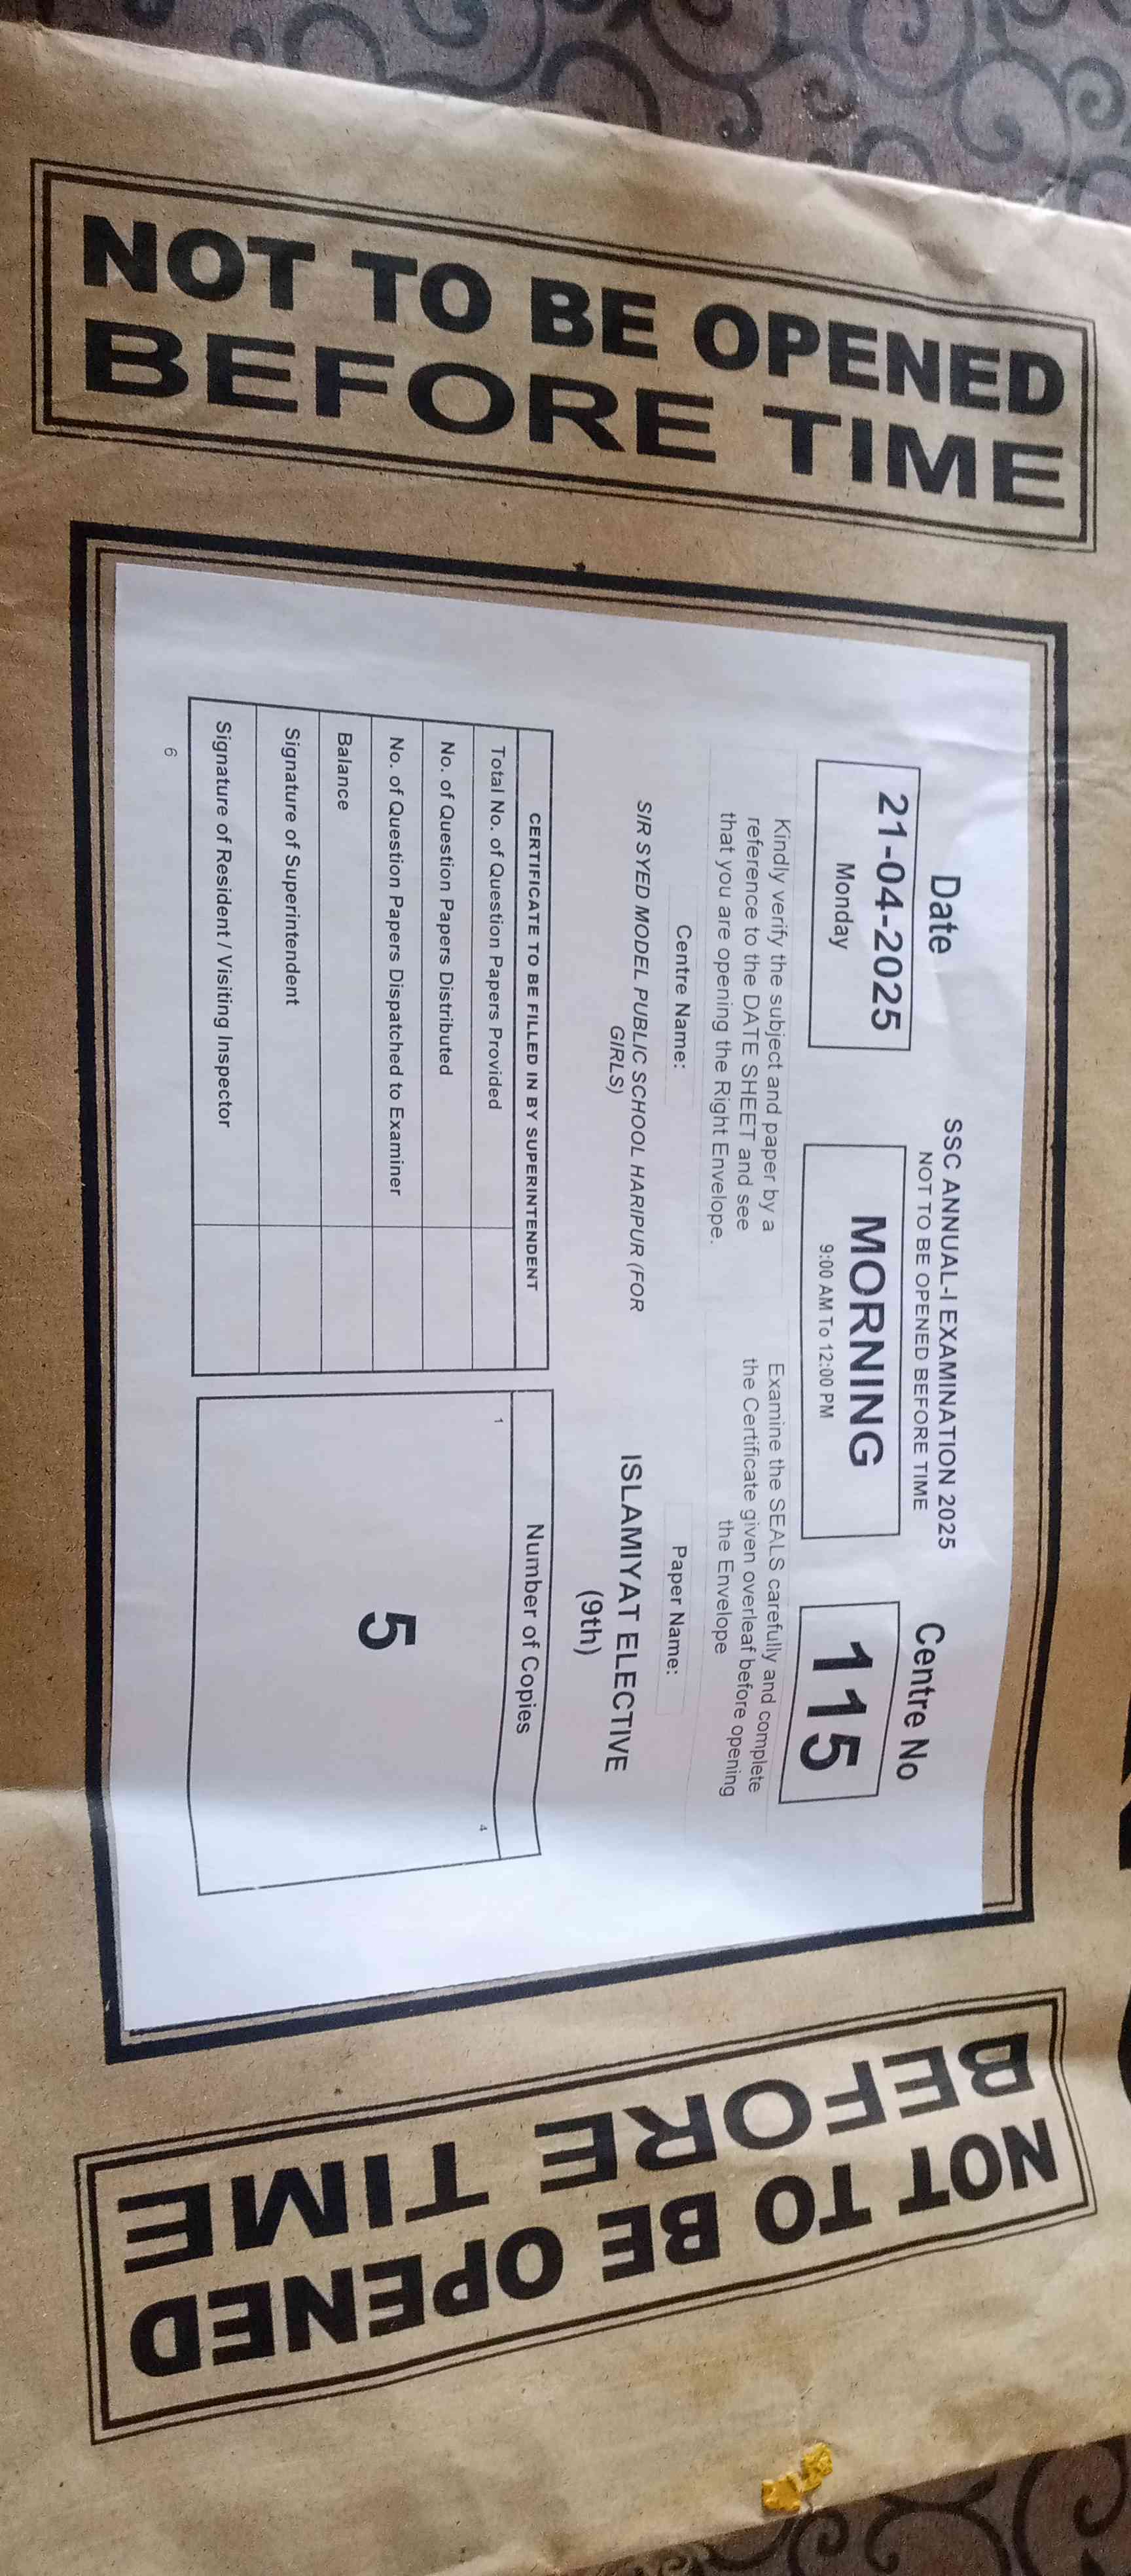 NOT TO BE OPENED
BEFORE TIME
SSC ANNUAL-I EXAMINATION 2025
NOT TO BE OPENED BEFORE TIME
Date
21-04-2025
Monday
MORNING
9:00 AM To 12:00 PM
Centre No
115
Kindly verify the subject and paper by a
reference to the DATE SHEET and see
that you are opening the Right Envelope.
Examine the SEALS carefully and complete
the Certificate given overleaf before opening
the Envelope
Centre Name:
SIR SYED MODEL PUBLIC SCHOOL HARIPUR (FOR
GIRLS)
Paper Name:
ISLAMIYAT ELECTIVE
(9th)
CERTIFICATE TO BE FILLED IN BY SUPERINTENDENT
Total No. of Question Papers Provided
No. of Question Papers Distributed
No. of Question Papers Dispatched to Examiner
Balance
Signature of Superintendent
Signature of Resident / Visiting Inspector
Number of Copies
1
4
5
6
NOT TO BE OPENED
BEFORE TIME